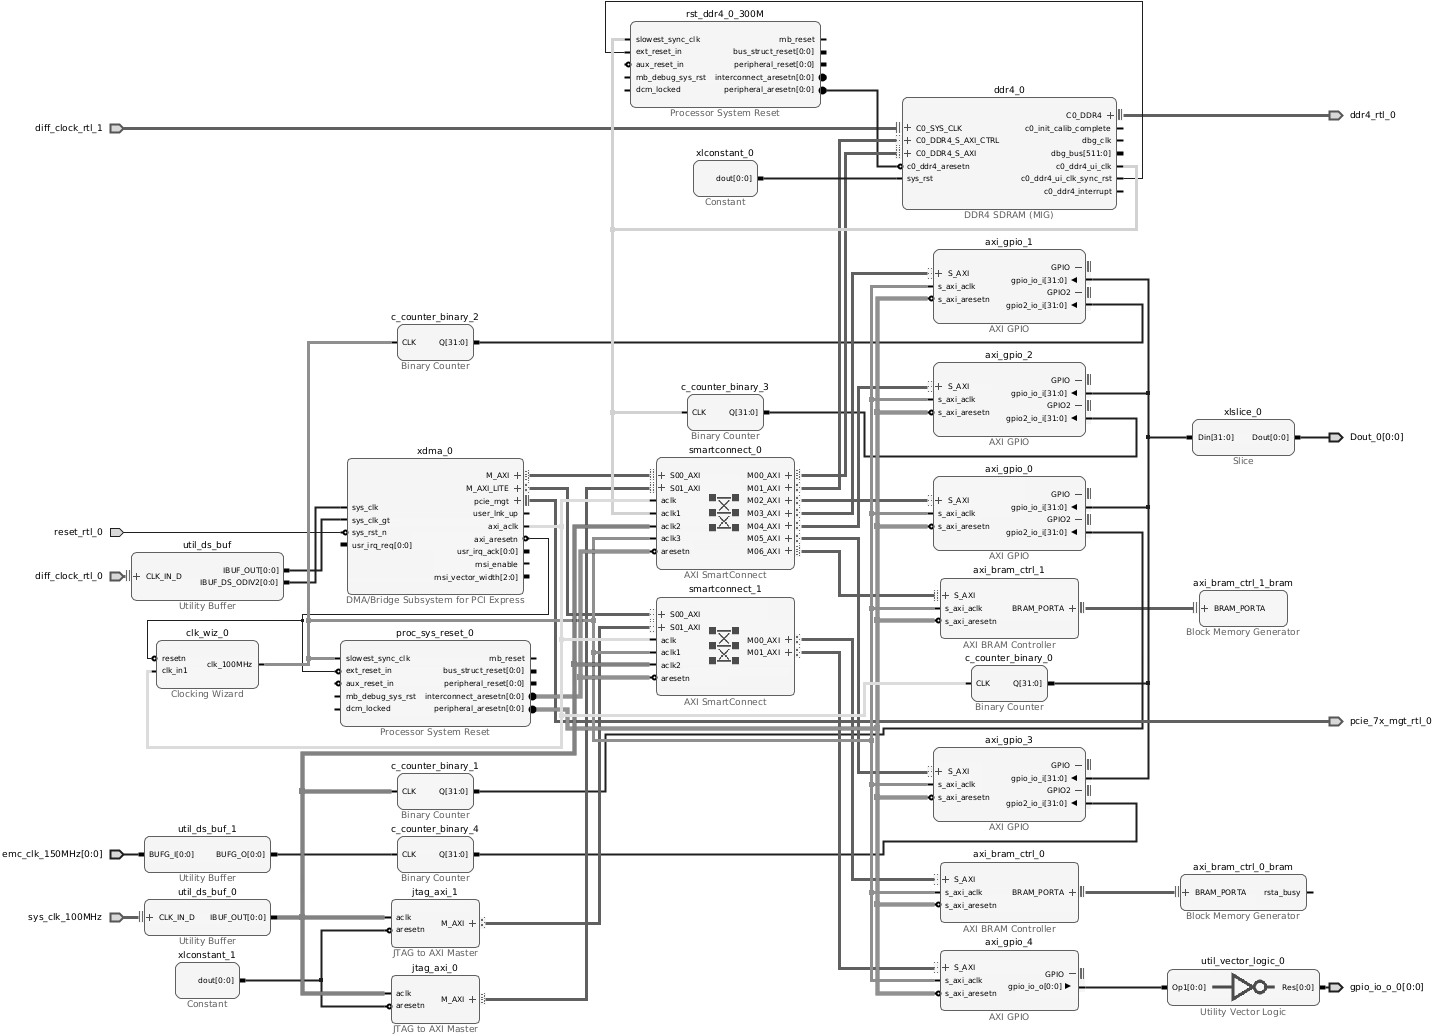 rst_ddr4_0_300M
slowest_sync_clk mb_reset
ext_reset_in bus_struct_reset[0:0]
aux_reset_in peripheral_reset[0:0]
mb_debug_sys_rst interconnect_aresetn[0:0]
dcm_locked peripheral_aresetn[0:0]
Processor System Reset
ddr4_0
C0_DDR4
C0_SYS_CLK c0_init_calib_complete
C0_DDR4_S_AXI_CTRL dbg_clk
C0_DDR4_S_AXI dbg_bus[511:0]
c0_ddr4_aresetn c0_ddr4_ui_clk
sys_rst c0_ddr4_ui_clk_sync_rst
c0_ddr4_interrupt
DDR4 SDRAM (MIG)
ddr4_rtl_0
diff_clock_rtl_1
xlconstant_0
dout[0:0]
Constant
axi_gpio_1
GPIO
S_AXI gpio_io_i[31:0]
s_axi_aclk GPIO2
s_axi_aresetn gpio2_io_i[31:0]
AXI GPIO
c_counter_binary_2
CLK Q[31:0]
Binary Counter
axi_gpio_2
GPIO
S_AXI gpio_io_i[31:0]
s_axi_aclk GPIO2
s_axi_aresetn gpio2_io_i[31:0]
AXI GPIO
c_counter_binary_3
CLK Q[31:0]
Binary Counter
xlslice_0
Din[31:0] Dout[0:0]
Slice
Dout_0[0:0]
xdma_0
M_AXI
M_AXI_LITE
pcie_mgt
sys_clk user_lnk_up
sys_clk_gt axi_aclk
sys_rst_n axi_aresetn
usr_irq_req[0:0] usr_irq_ack[0:0]
msi_enable
msi_vector_width[2:0]
DMA/Bridge Subsystem for PCI Express
smartconnect_0
S00_AXI M00_AXI
S01_AXI M01_AXI
aclk M02_AXI
aclk1 M03_AXI
aclk2 M04_AXI
aclk3 M05_AXI
aresetn M06_AXI
AXI SmartConnect
axi_gpio_0
GPIO
S_AXI gpio_io_i[31:0]
s_axi_aclk GPIO2
s_axi_aresetn gpio2_io_i[31:0]
AXI GPIO
reset_rtl_0
diff_clock_rtl_0
util_ds_buf
CLK_IN_D IBUF_OUT[0:0]
IBUF_DS_ODIV2[0:0]
Utility Buffer
smartconnect_1
S00_AXI
S01_AXI
aclk M00_AXI
aclk1 M01_AXI
aclk2
aresetn
AXI SmartConnect
axi_bram_ctrl_1
S_AXI
s_axi_aclk BRAM_PORTA
s_axi_aresetn
AXI BRAM Controller
axi_bram_ctrl_1_bram
BRAM_PORTA
Block Memory Generator
clk_wiz_0
resetn clk_100MHz
clk_in1
Clocking Wizard
proc_sys_reset_0
slowest_sync_clk mb_reset
ext_reset_in bus_struct_reset[0:0]
aux_reset_in peripheral_reset[0:0]
mb_debug_sys_rst interconnect_aresetn[0:0]
dcm_locked peripheral_aresetn[0:0]
Processor System Reset
c_counter_binary_0
CLK Q[31:0]
Binary Counter
pcie_7x_mgt_rtl_0
axi_gpio_3
GPIO
S_AXI gpio_io_i[31:0]
s_axi_aclk GPIO2
s_axi_aresetn gpio2_io_i[31:0]
AXI GPIO
c_counter_binary_1
CLK Q[31:0]
Binary Counter
emc_clk_150MHz[0:0]
util_ds_buf_1
BUFG_I[0:0] BUFG_O[0:0]
Utility Buffer
c_counter_binary_4
CLK Q[31:0]
Binary Counter
axi_bram_ctrl_0
S_AXI
s_axi_aclk BRAM_PORTA
s_axi_aresetn
AXI BRAM Controller
axi_bram_ctrl_0_bram
BRAM_PORTA rsta_busy
Block Memory Generator
sys_clk_100MHz
util_ds_buf_0
CLK_IN_D IBUF_OUT[0:0]
Utility Buffer
jtag_axi_1
aclk M_AXI
aresetn
JTAG to AXI Master
xlconstant_1
dout[0:0]
Constant
jtag_axi_0
aclk M_AXI
aresetn
JTAG to AXI Master
axi_gpio_4
S_AXI GPIO
s_axi_aclk gpio_io_o[0:0]
s_axi_aresetn
AXI GPIO
util_vector_logic_0
Op1[0:0] Res[0:0]
Utility Vector Logic
gpio_io_o_0[0:0]